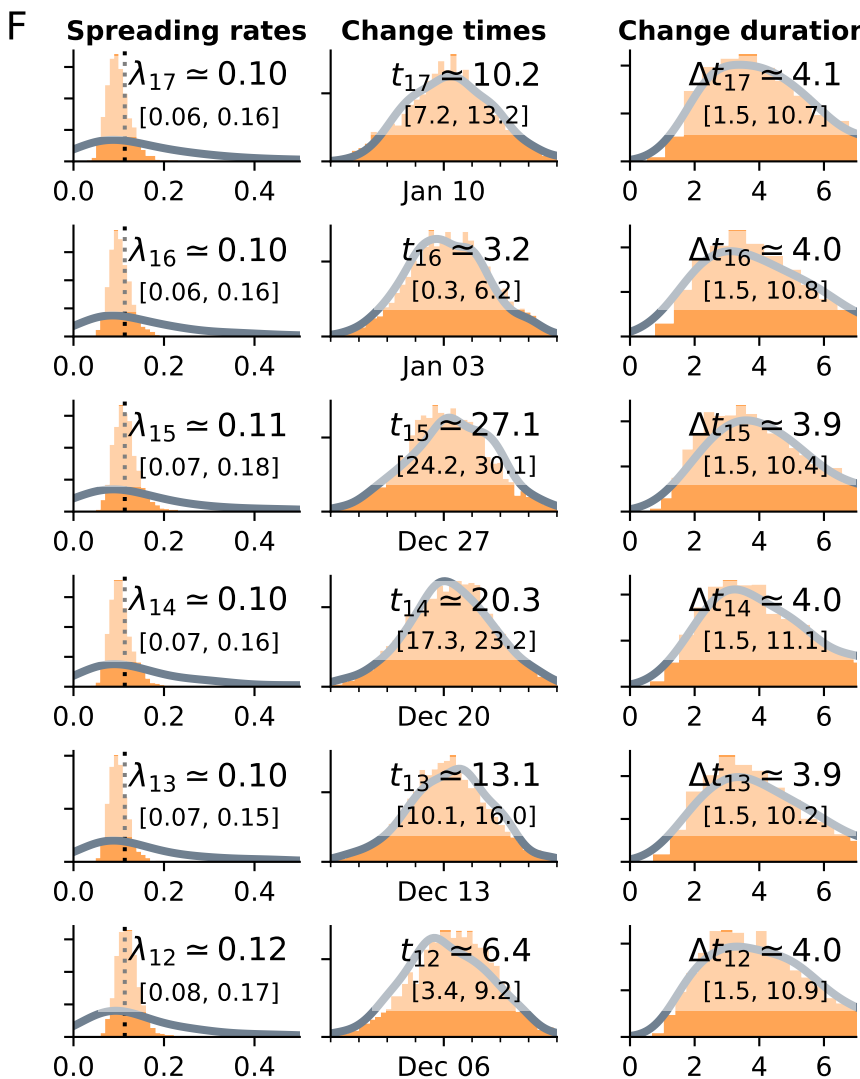 F
Spreading rates Change times Change duration
λ17 ≃ 0.10 t17 ≃ 10.2 Δt17 ≃ 4.1
[0.06, 0.16] [7.2, 13.2] [1.5, 10.7]
0.0 0.2 0.4 Jan 10 0 2 4 6
λ16 ≃ 0.10 t16 ≃ 3.2 Δt16 ≃ 4.0
[0.06, 0.16] [0.3, 6.2] [1.5, 10.8]
0.0 0.2 0.4 Jan 03 0 2 4 6
λ15 ≃ 0.11 t15 ≃ 27.1 Δt15 ≃ 3.9
[0.07, 0.18] [24.2, 30.1] [1.5, 10.4]
0.0 0.2 0.4 Dec 27 0 2 4 6
λ14 ≃ 0.10 t14 ≃ 20.3 Δt14 ≃ 4.0
[0.07, 0.16] [17.3, 23.2] [1.5, 11.1]
0.0 0.2 0.4 Dec 20 0 2 4 6
λ13 ≃ 0.10 t13 ≃ 13.1 Δt13 ≃ 3.9
[0.07, 0.15] [10.1, 16.0] [1.5, 10.2]
0.0 0.2 0.4 Dec 13 0 2 4 6
λ12 ≃ 0.12 t12 ≃ 6.4 Δt12 ≃ 4.0
[0.08, 0.17] [3.4, 9.2] [1.5, 10.9]
0.0 0.2 0.4 Dec 06 0 2 4 6